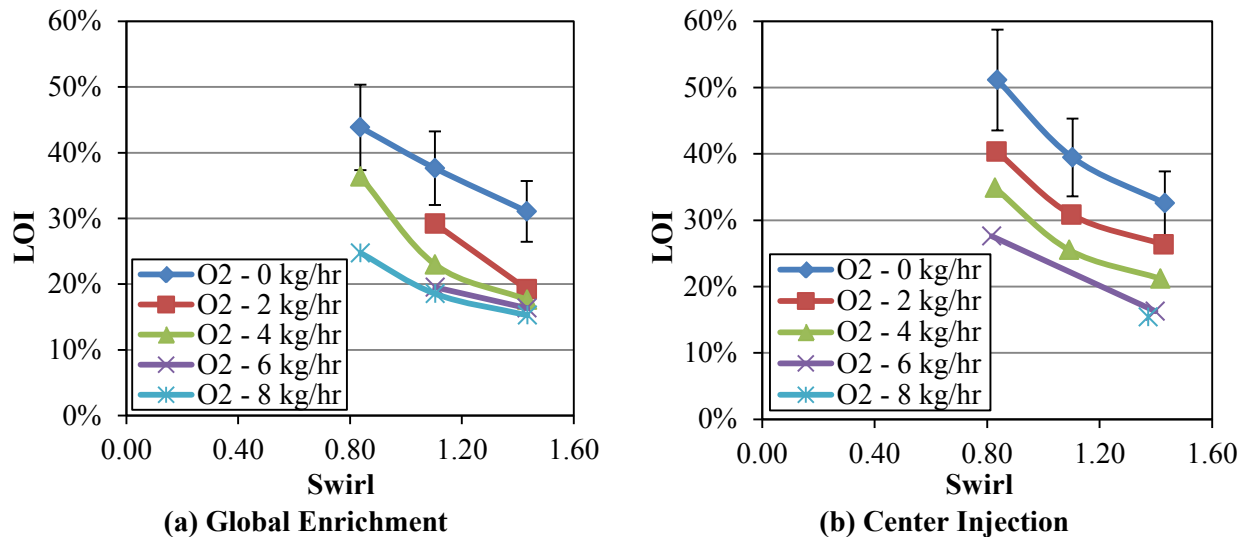 60%
50%
40%
30%
20%
10%
0%
LOI
O2 - 0 kg/hr
O2 - 2 kg/hr
O2 - 4 kg/hr
O2 - 6 kg/hr
O2 - 8 kg/hr
0.00 0.40 0.80 1.20 1.60
Swirl
(a) Global Enrichment
60%
50%
40%
30%
20%
10%
0%
LOI
O2 - 0 kg/hr
O2 - 2 kg/hr
O2 - 4 kg/hr
O2 - 6 kg/hr
O2 - 8 kg/hr
0.00 0.40 0.80 1.20 1.60
Swirl
(b) Center Injection